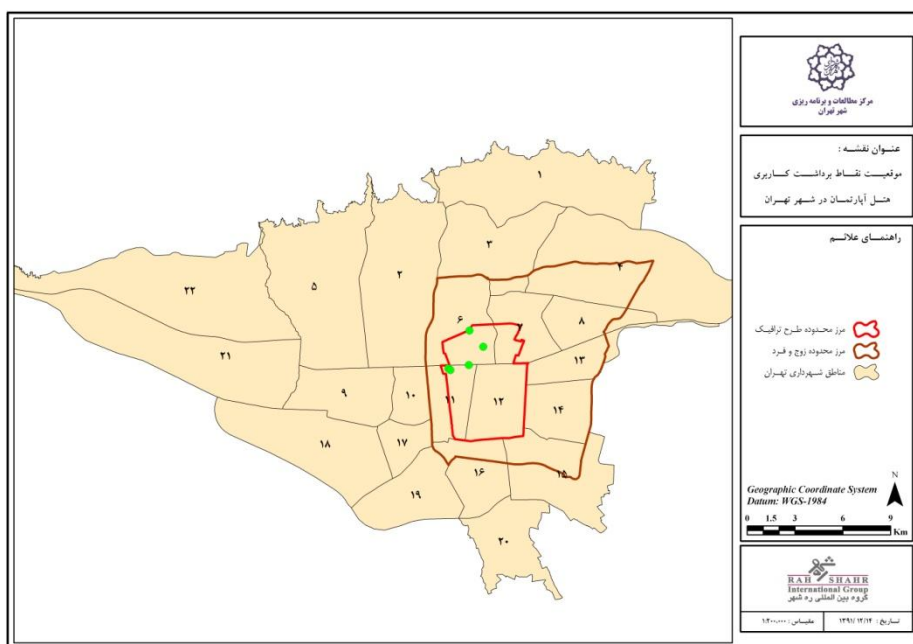 مرکز مطالعات و برنامه ریزی
شهر تهران
عنوان نقشه :
موقعیت نقاط برداشت کاربری
هتل آپارتمان در شهر تهران
راهنمای علائم
مرز محدوده طرح ترافیک
مرز محدوده زوج و فرد
مناطق شهرداری تهران
Geographic Coordinate System
Datum: WGS-1984
N
0 1.5 3 6 9
Km
RAH SHAHR
International Group
گروه بین المللی ره شهر
تاریخ : ۱۳۹۱/۱۲/۱۴
مقیاس : ۱:۲۰۰,۰۰۰
۱
۳
۴
۲
۵
۲۲
۶
۷
۸
۲۱
۱۳
۹
۱۰
۱۱
۱۲
۱۴
۱۸
۱۷
۱۶
۱۵
۱۹
۲۰